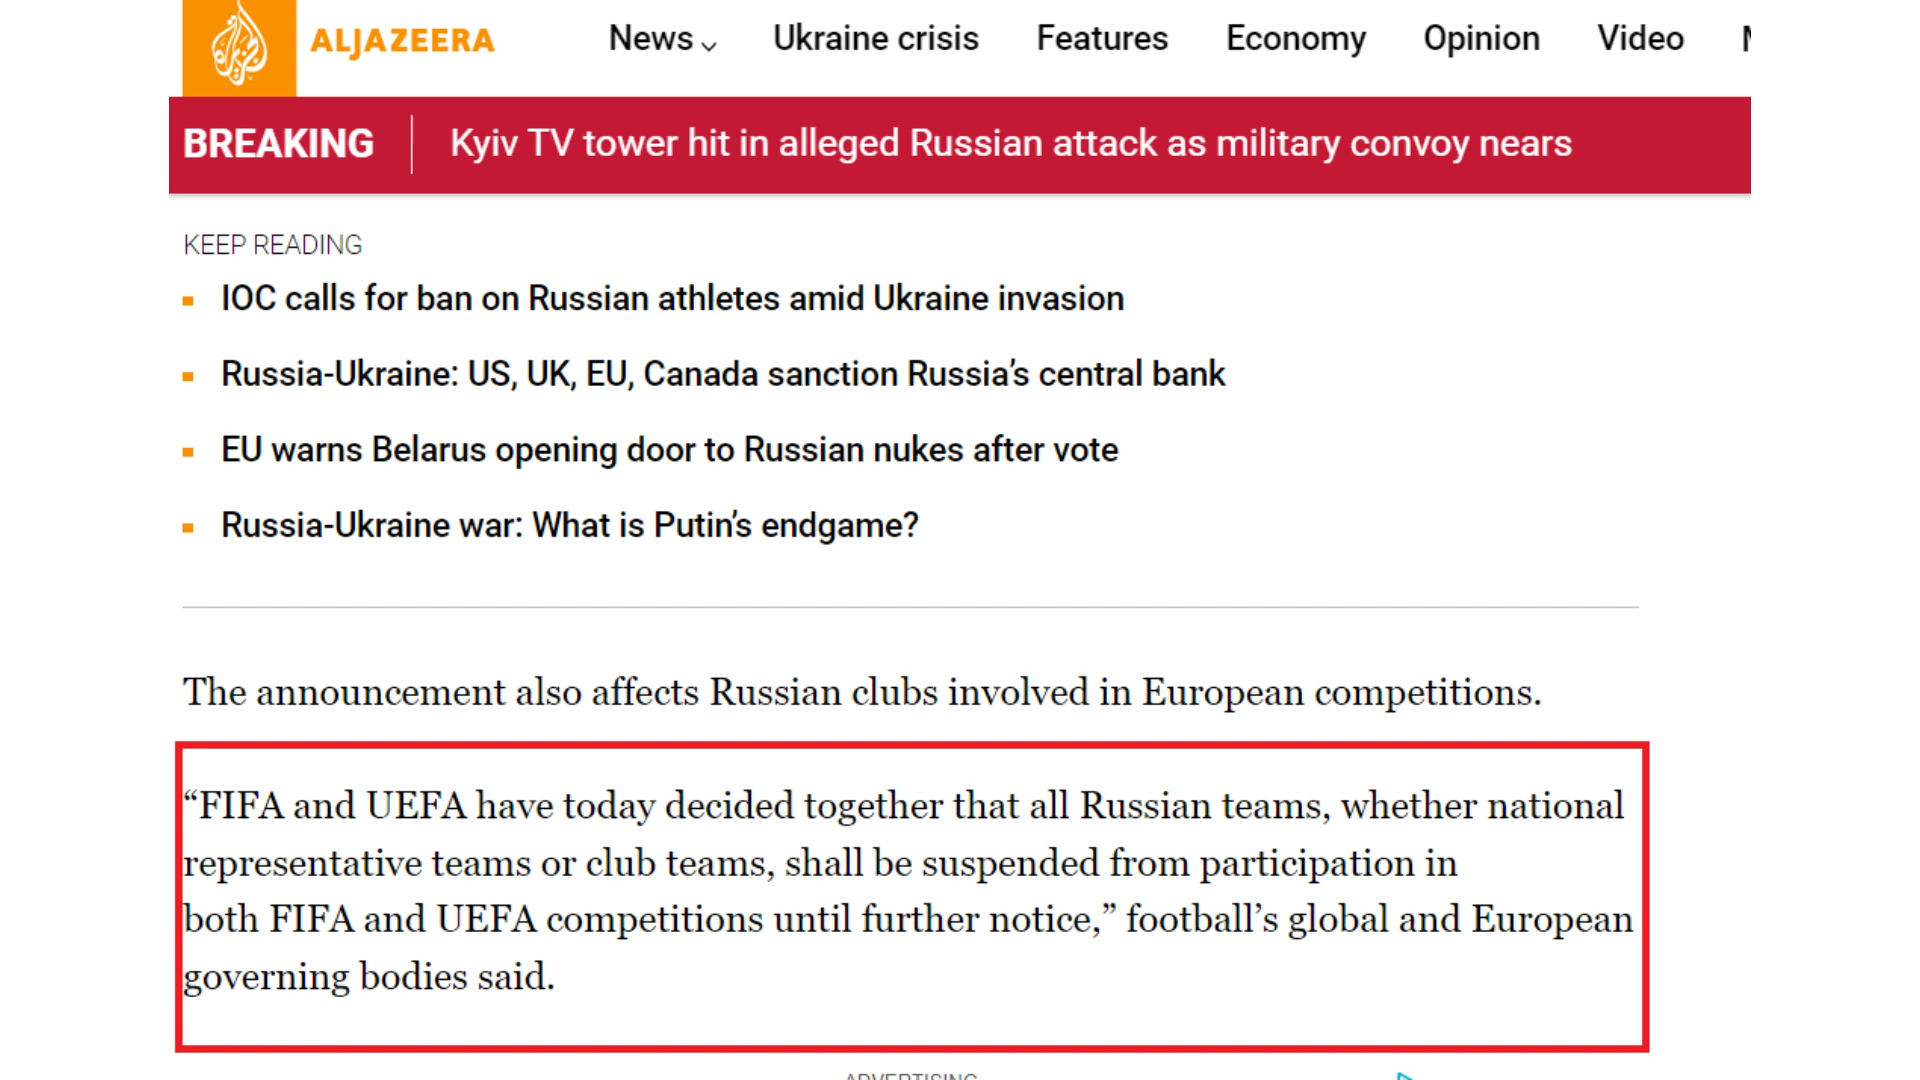 ALJAZEERA News Ukraine crisis Features Economy Opinion Video
BREAKING Kyiv TV tower hit in alleged Russian attack as military convoy nears
KEEP READING
IOC calls for ban on Russian athletes amid Ukraine invasion
Russia-Ukraine: US, UK, EU, Canada sanction Russia’s central bank
EU warns Belarus opening door to Russian nukes after vote
Russia-Ukraine war: What is Putin’s endgame?
The announcement also affects Russian clubs involved in European competitions.
“FIFA and UEFA have today decided together that all Russian teams, whether national
representative teams or club teams, shall be suspended from participation in
both FIFA and UEFA competitions until further notice,” football’s global and European
governing bodies said.
ADVERTISING